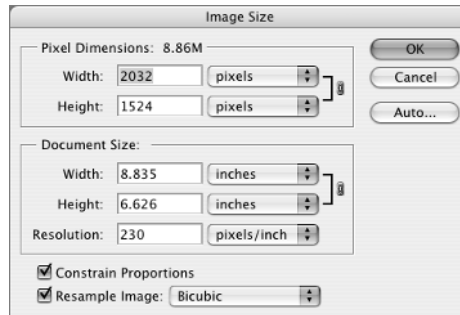 Image Size
Pixel Dimensions: 8.86M
OK
Width: 2032 pixels
Cancel
Height: 1524 pixels
Auto...
Document Size:
Width: 8.835 inches
Height: 6.626 inches
Resolution: 230 pixels/inch
Constrain Proportions
Resample Image: Bicubic